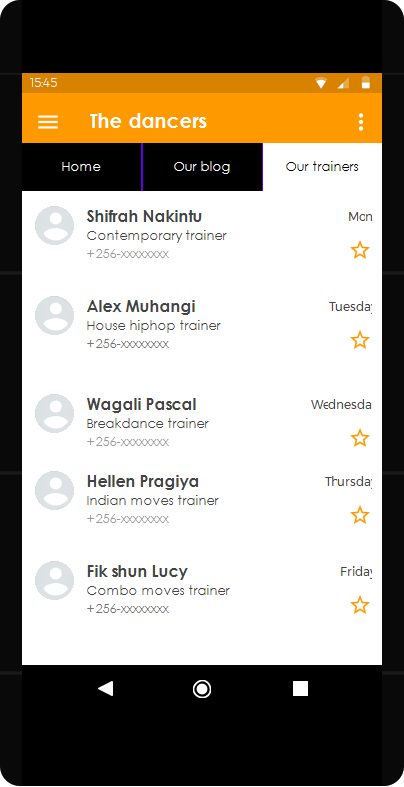 15:45
The dancers
Home Our blog Our trainers
Shifrah Nakintu Mon
Contemporary trainer
+256-xxxxxxxx
Alex Muhangi Tuesday
House hiphop trainer
+256-xxxxxxxx
Wagali Pascal Wednesda
Breakdance trainer
+256-xxxxxxxx
Hellen Pragiya Thursday
Indian moves trainer
+256-xxxxxxxx
Fik shun Lucy Friday
Combo moves trainer
+256-xxxxxxxx